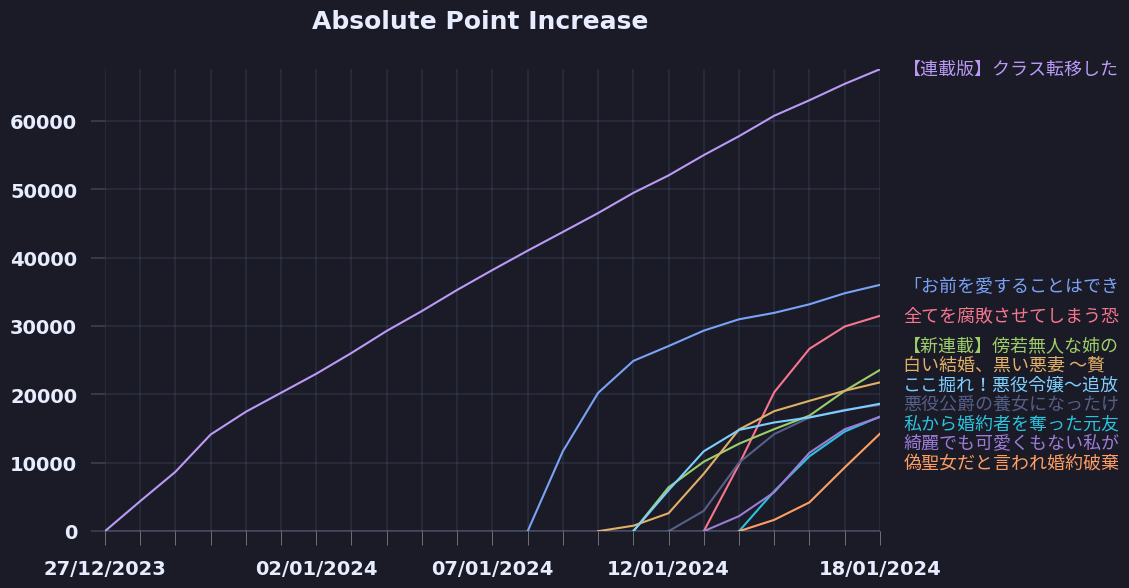 Absolute Point Increase
60000
50000
40000
30000
20000
10000
0
27/12/2023
02/01/2024
07/01/2024
12/01/2024
18/01/2024
【連載版】クラス転移した
「お前を愛することはでき
全てを腐敗させてしまう恐
【新連載】傍若無人な姉の
白い結婚、黒い悪妻 〜贅
ここ掘れ！悪役令嬢〜追放
悪役公爵の養女になったけ
私から婚約者を奪った元友
綺麗でも可愛くもない私が
偽聖女だと言われ婚約破棄